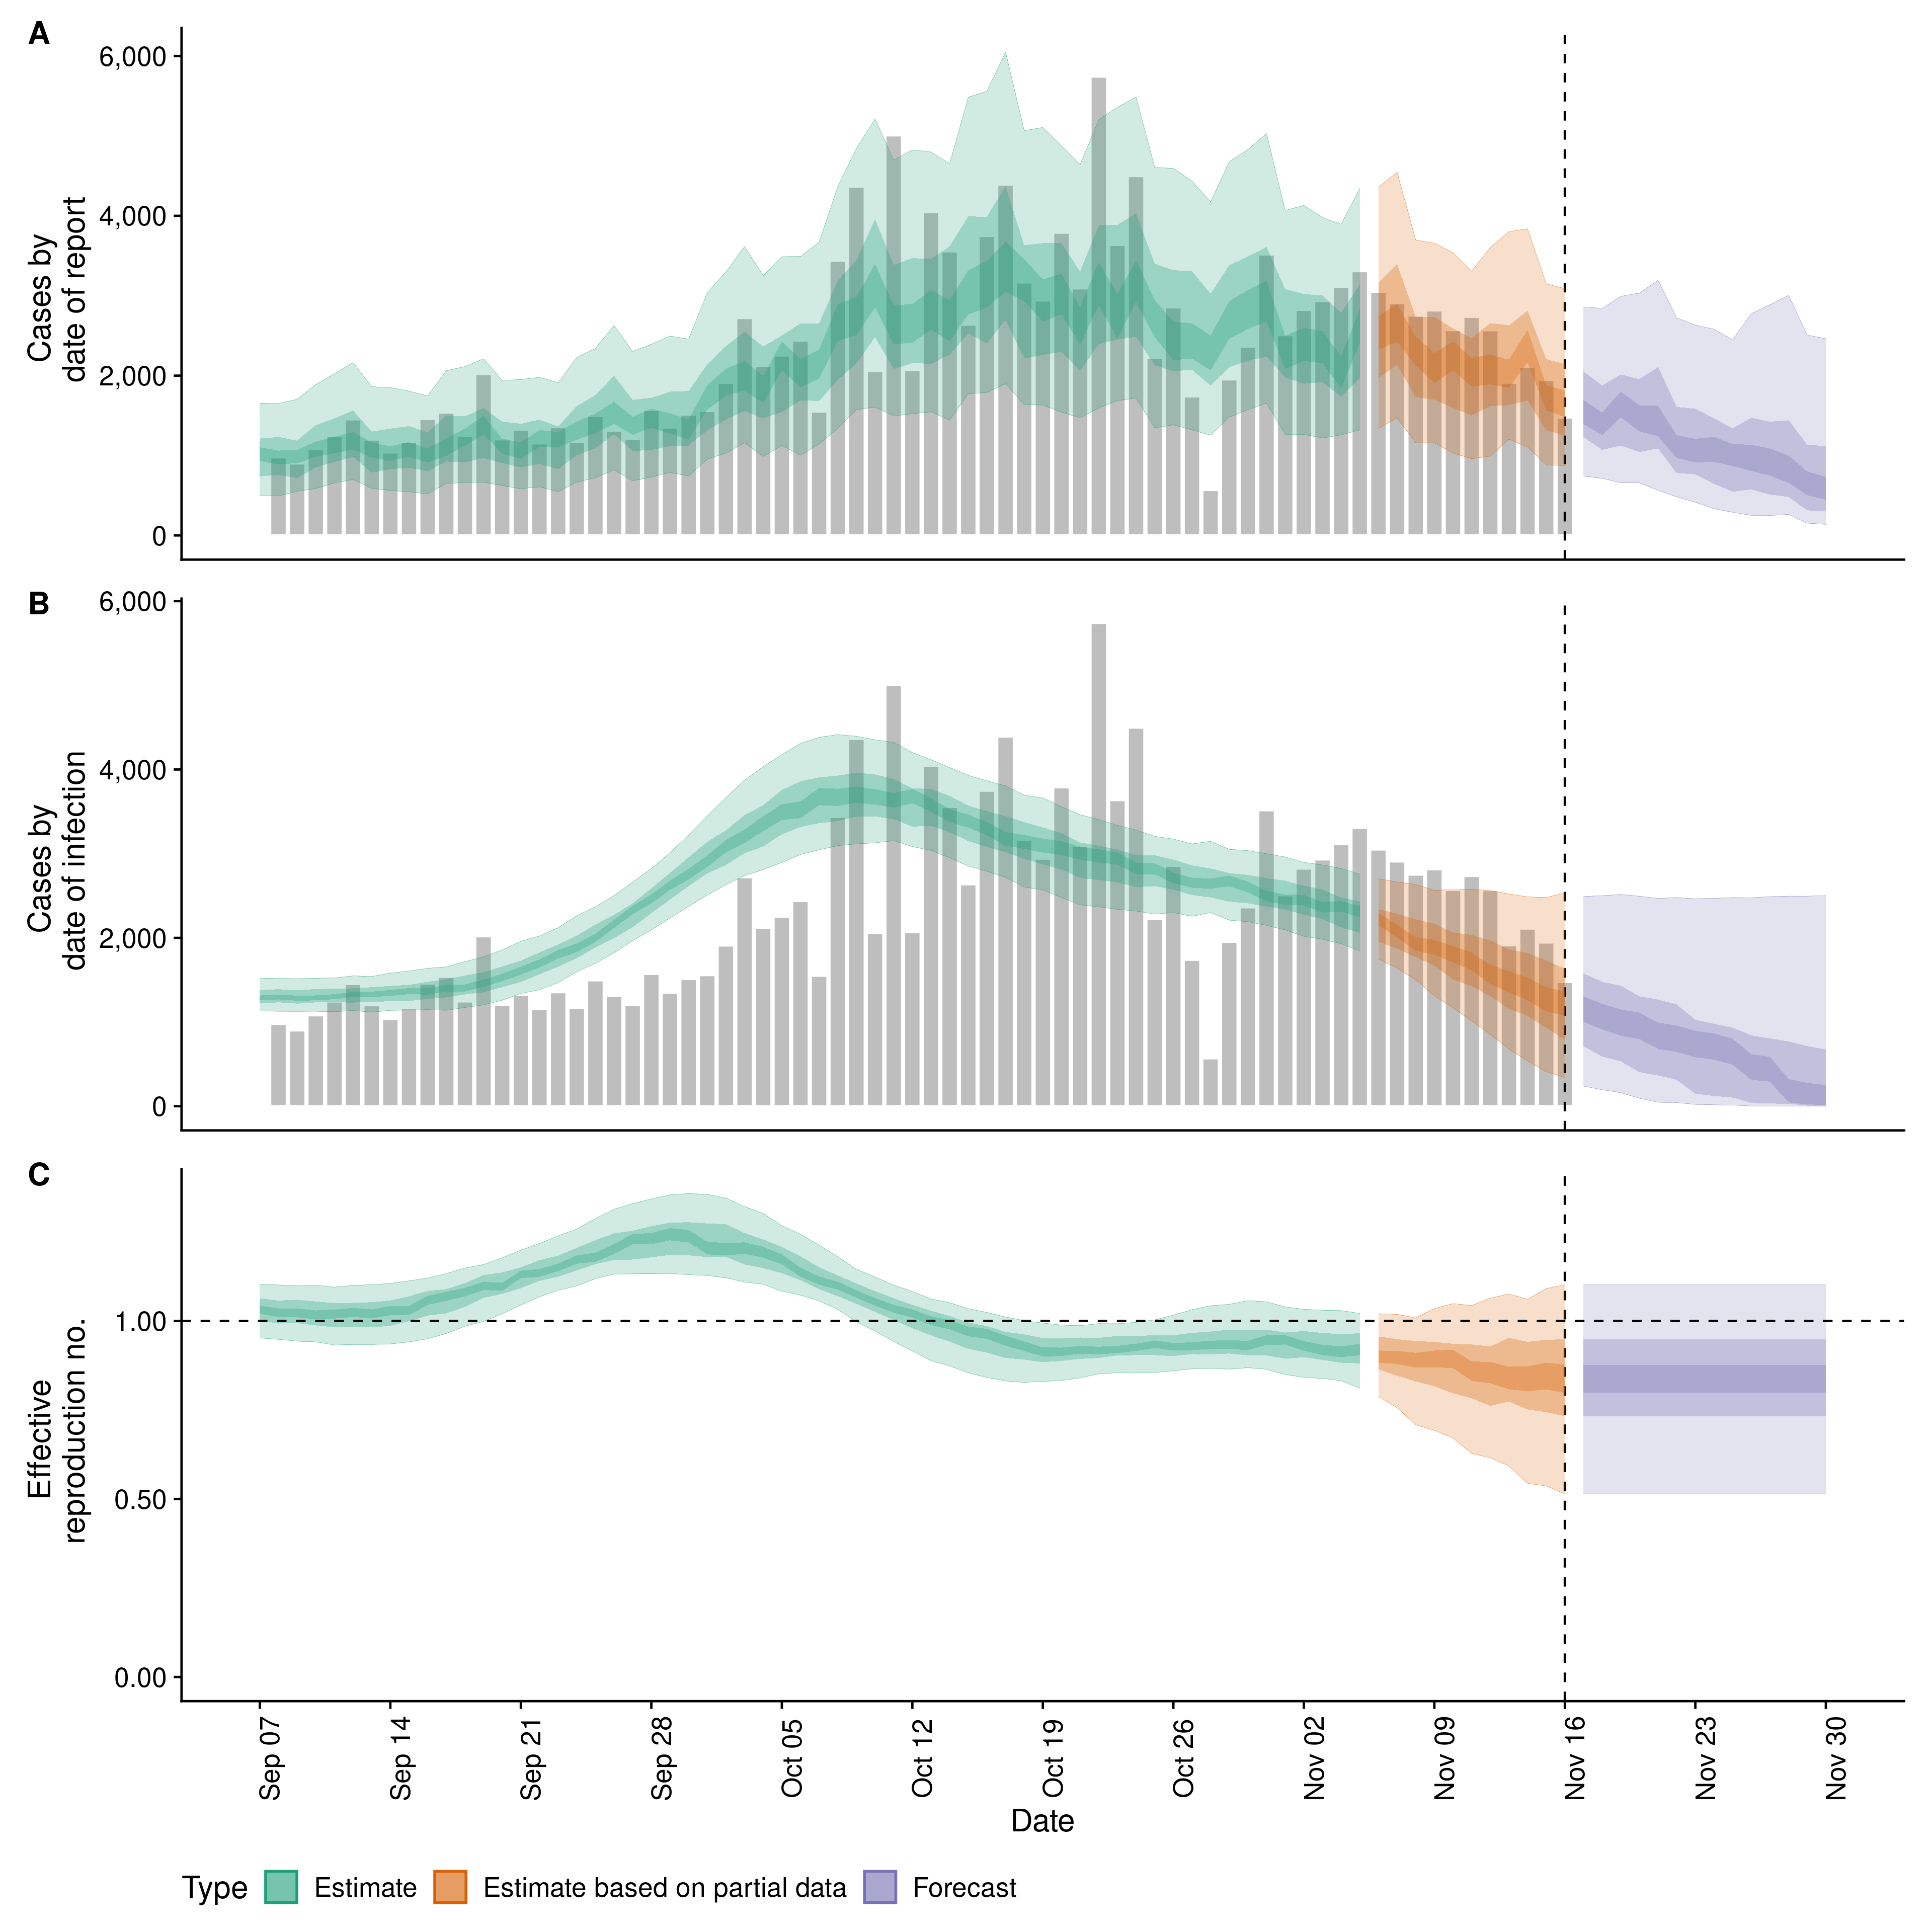 A
6,000
4,000
2,000
0
Cases by
date of report
B
6,000
4,000
2,000
0
Cases by
date of infection
C
1.00
0.50
0.00
Effective
reproduction no.
Sep 07
Sep 14
Sep 21
Sep 28
Oct 05
Oct 12
Oct 19
Oct 26
Nov 02
Nov 09
Nov 16
Nov 23
Nov 30
Date
Type Estimate Estimate based on partial data Forecast